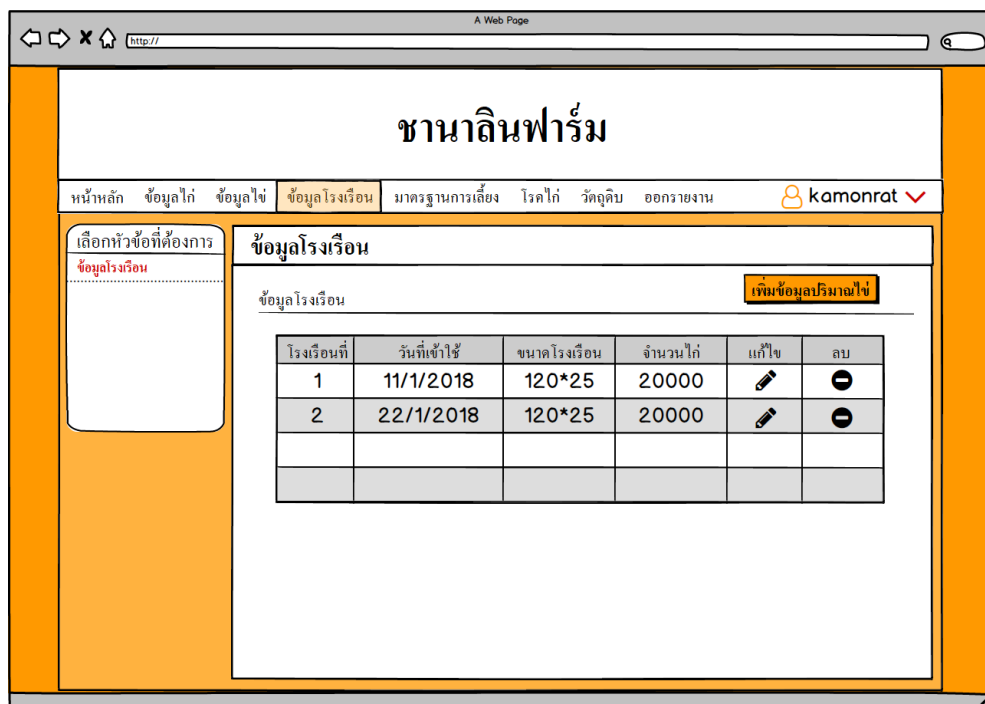 A Web Page
http://
ชานาลินฟาร์ม
หน้าหลัก ข้อมูลไก่ ข้อมูลไข่ ข้อมูลโรงเรือน มาตรฐานการเลี้ยง โรคไก่ วัตถุดิบ ออกรายงาน kamonrat
เลือกหัวข้อที่ต้องการ
ข้อมูลโรงเรือน
ข้อมูลโรงเรือน
เพิ่มข้อมูลปริมาณไข่
ข้อมูลโรงเรือน
โรงเรือนที่ วันที่เข้าใช้ ขนาดโรงเรือน จำนวนไก่ แก้ไข ลบ
1 11/1/2018 120*25 20000
2 22/1/2018 120*25 20000